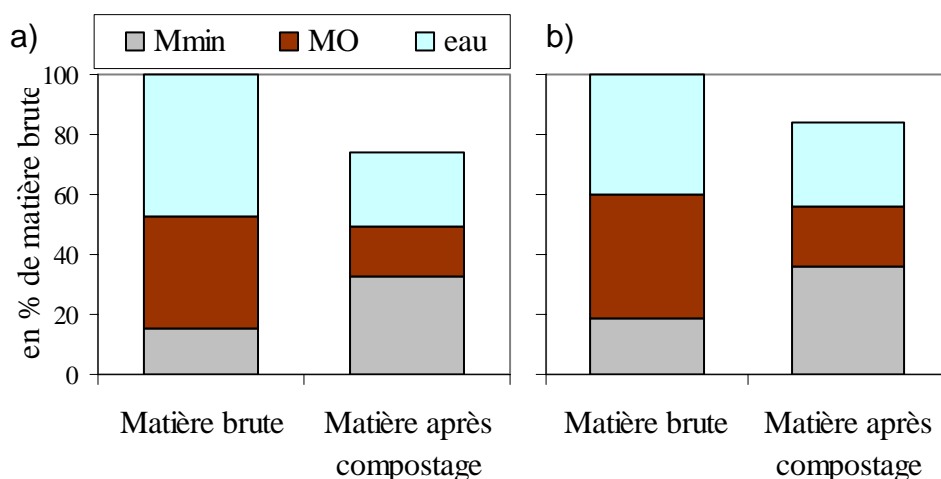 a)
Mmin MO eau
b)
en % de matière brute
100
80
60
40
20
0
Matière brute
Matière après
compostage
Matière brute
Matière après
compostage